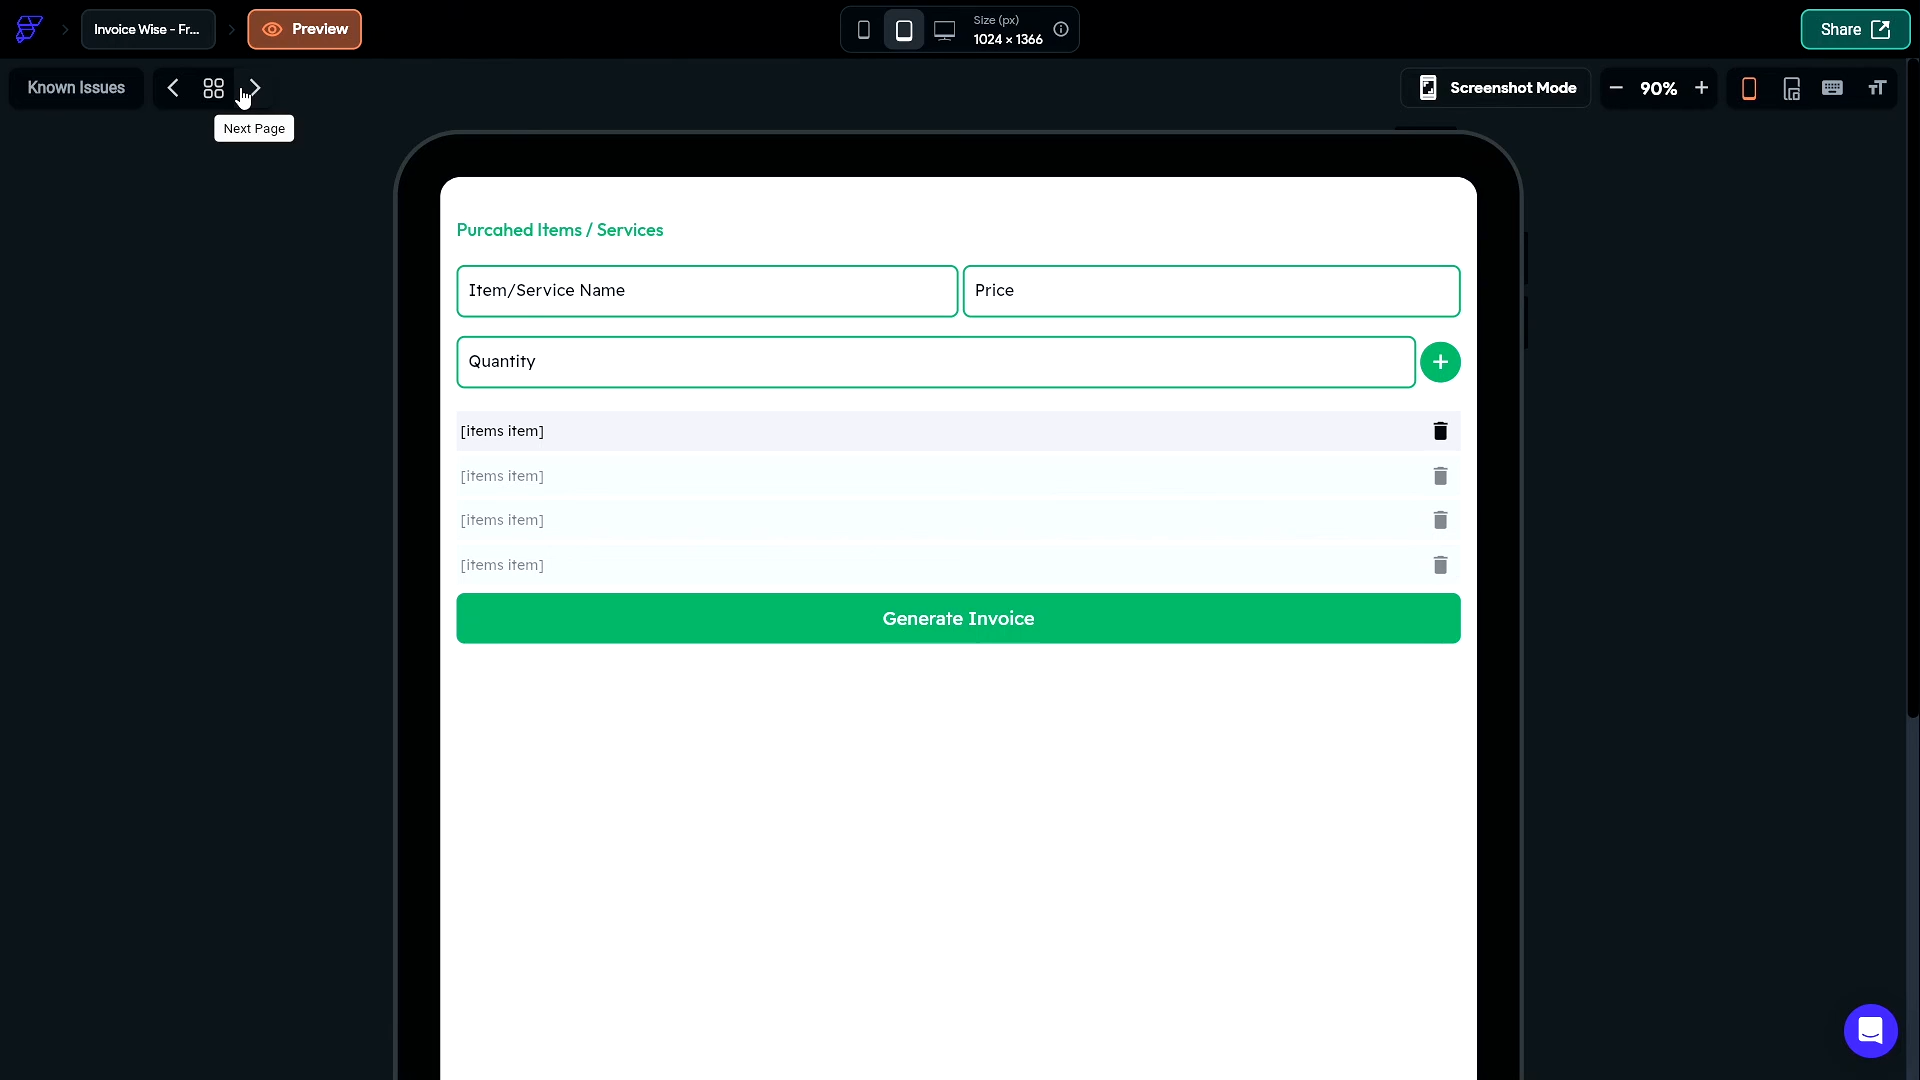 Invoice Wise - Fr...
Preview
Size (px)
1024 × 1366
Share
Known Issues
Next Page
Screenshot Mode
90%
Purcahed Items / Services
Item/Service Name
Price
Quantity
[items item]
[items item]
[items item]
[items item]
Generate Invoice